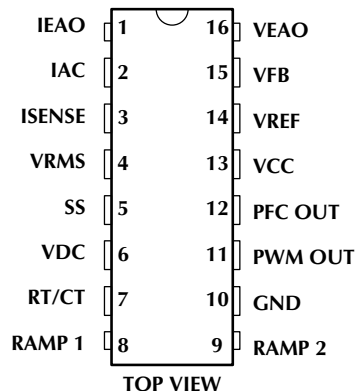 IEAO 1 16 VEAO
IAC 2 15 VFB
ISENSE 3 14 VREF
VRMS 4 13 VCC
SS 5 12 PFC OUT
VDC 6 11 PWM OUT
RT/CT 7 10 GND
RAMP 1 8 9 RAMP 2
TOP VIEW